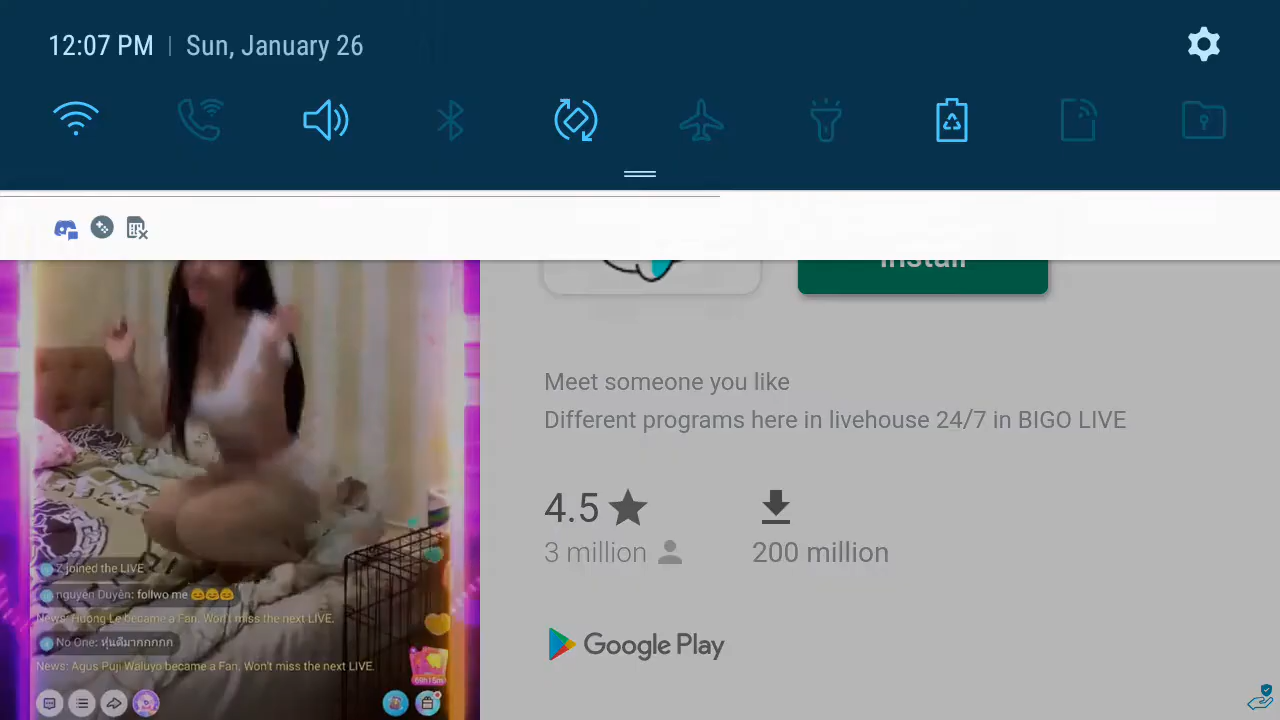 12:07 PM | Sun, January 26
Install
Meet someone you like
Different programs here in livehouse 24/7 in BIGO LIVE
4.5
3 million
200 million
Google Play
Z joined the LIVE
nguyen Duyên: follwo me 😄😄😄
News: Huong Le became a Fan. Won't miss the next LIVE.
No One: หุ่นดีมากกกกก
News: Agus Puji Waluyo became a Fan. Won't miss the next LIVE.